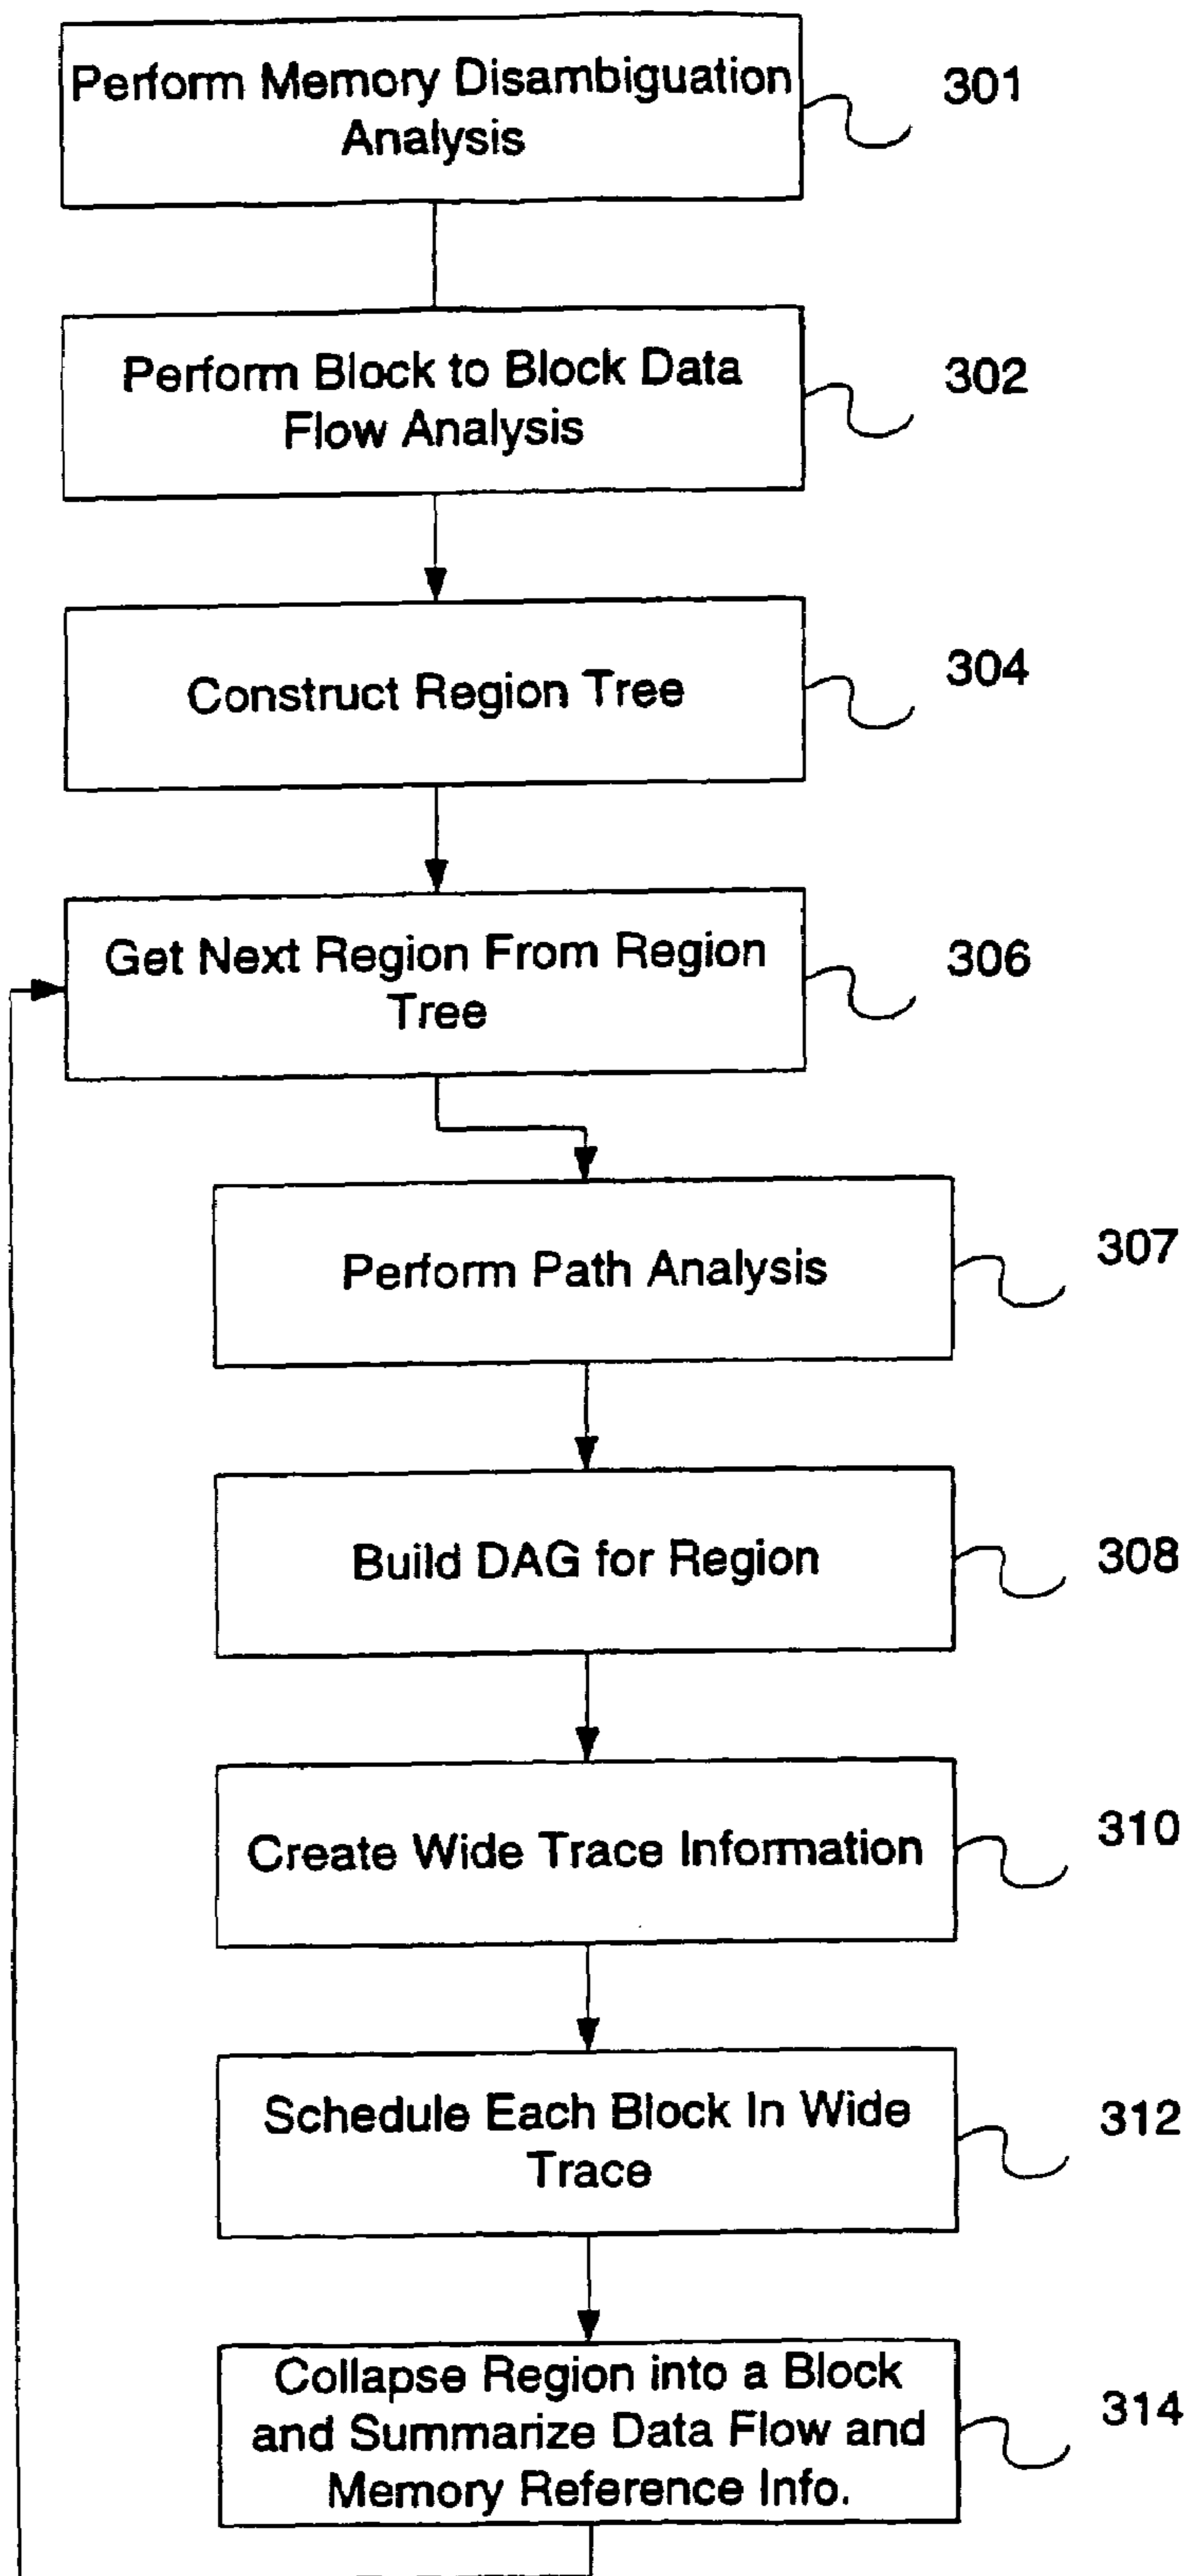 Perform Memory Disambiguation
Analysis
301
Perform Block to Block Data
Flow Analysis
302
Construct Region Tree
304
Get Next Region From Region
Tree
306
Perform Path Analysis
307
Build DAG for Region
308
Create Wide Trace Information
310
Schedule Each Block In Wide
Trace
312
Collapse Region into a Block
and Summarize Data Flow and
Memory Reference Info.
314